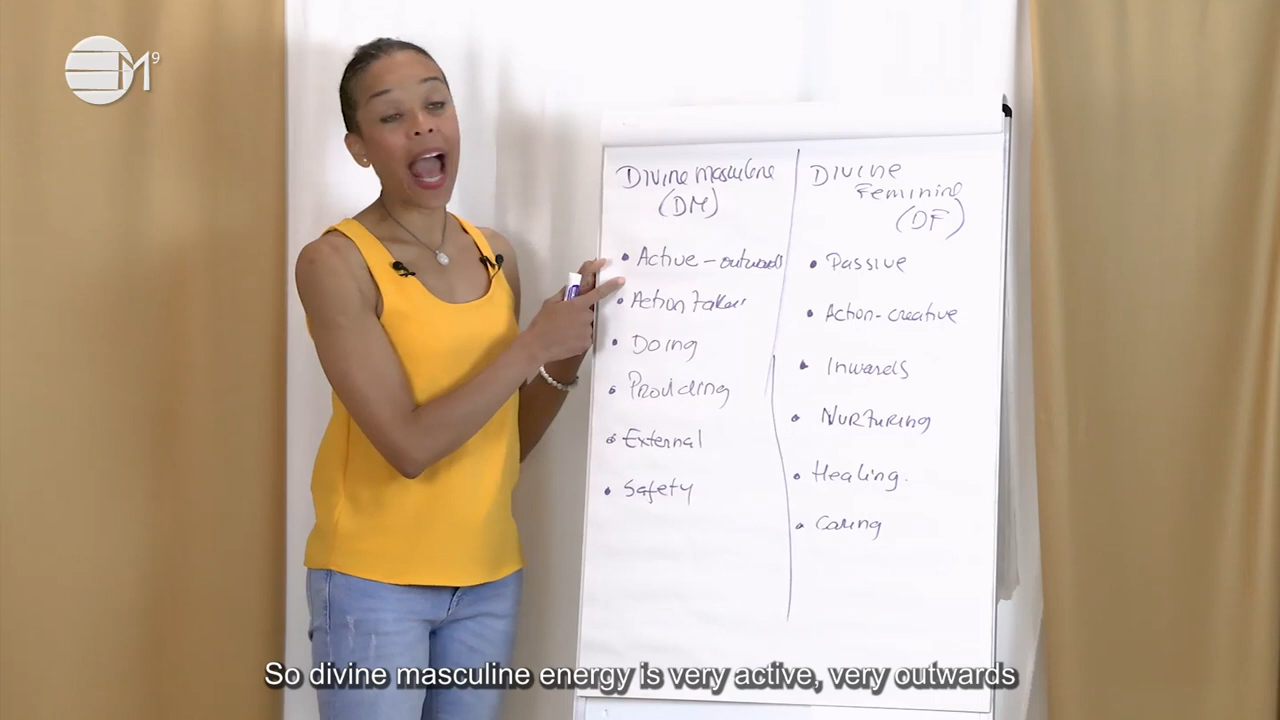 EM9
Divine masculine
(DM)
• Active - outwards
• Action taker
• Doing
• Providing
• External
• Safety
Divine
Feminine
(DF)
• Passive
• Action-creative
• Inwards
• Nurturing
• Healing.
• Caring
So divine masculine energy is very active, very outwards